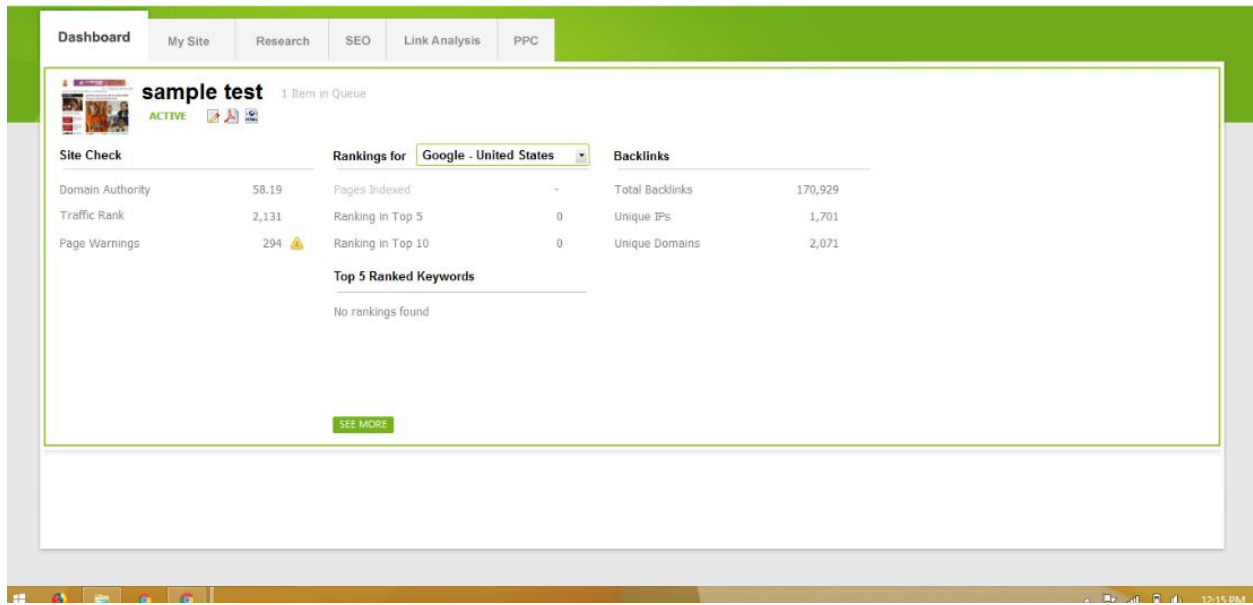 Dashboard My Site Research SEO Link Analysis PPC
sample test 1 Item in Queue
ACTIVE
Site Check
Domain Authority 58.19
Traffic Rank 2,131
Page Warnings 294
Rankings for Google - United States
Pages Indexed -
Ranking in Top 5 0
Ranking in Top 10 0
Top 5 Ranked Keywords
No rankings found
SEE MORE
Backlinks
Total Backlinks 170,929
Unique IPs 1,701
Unique Domains 2,071
12:15 PM